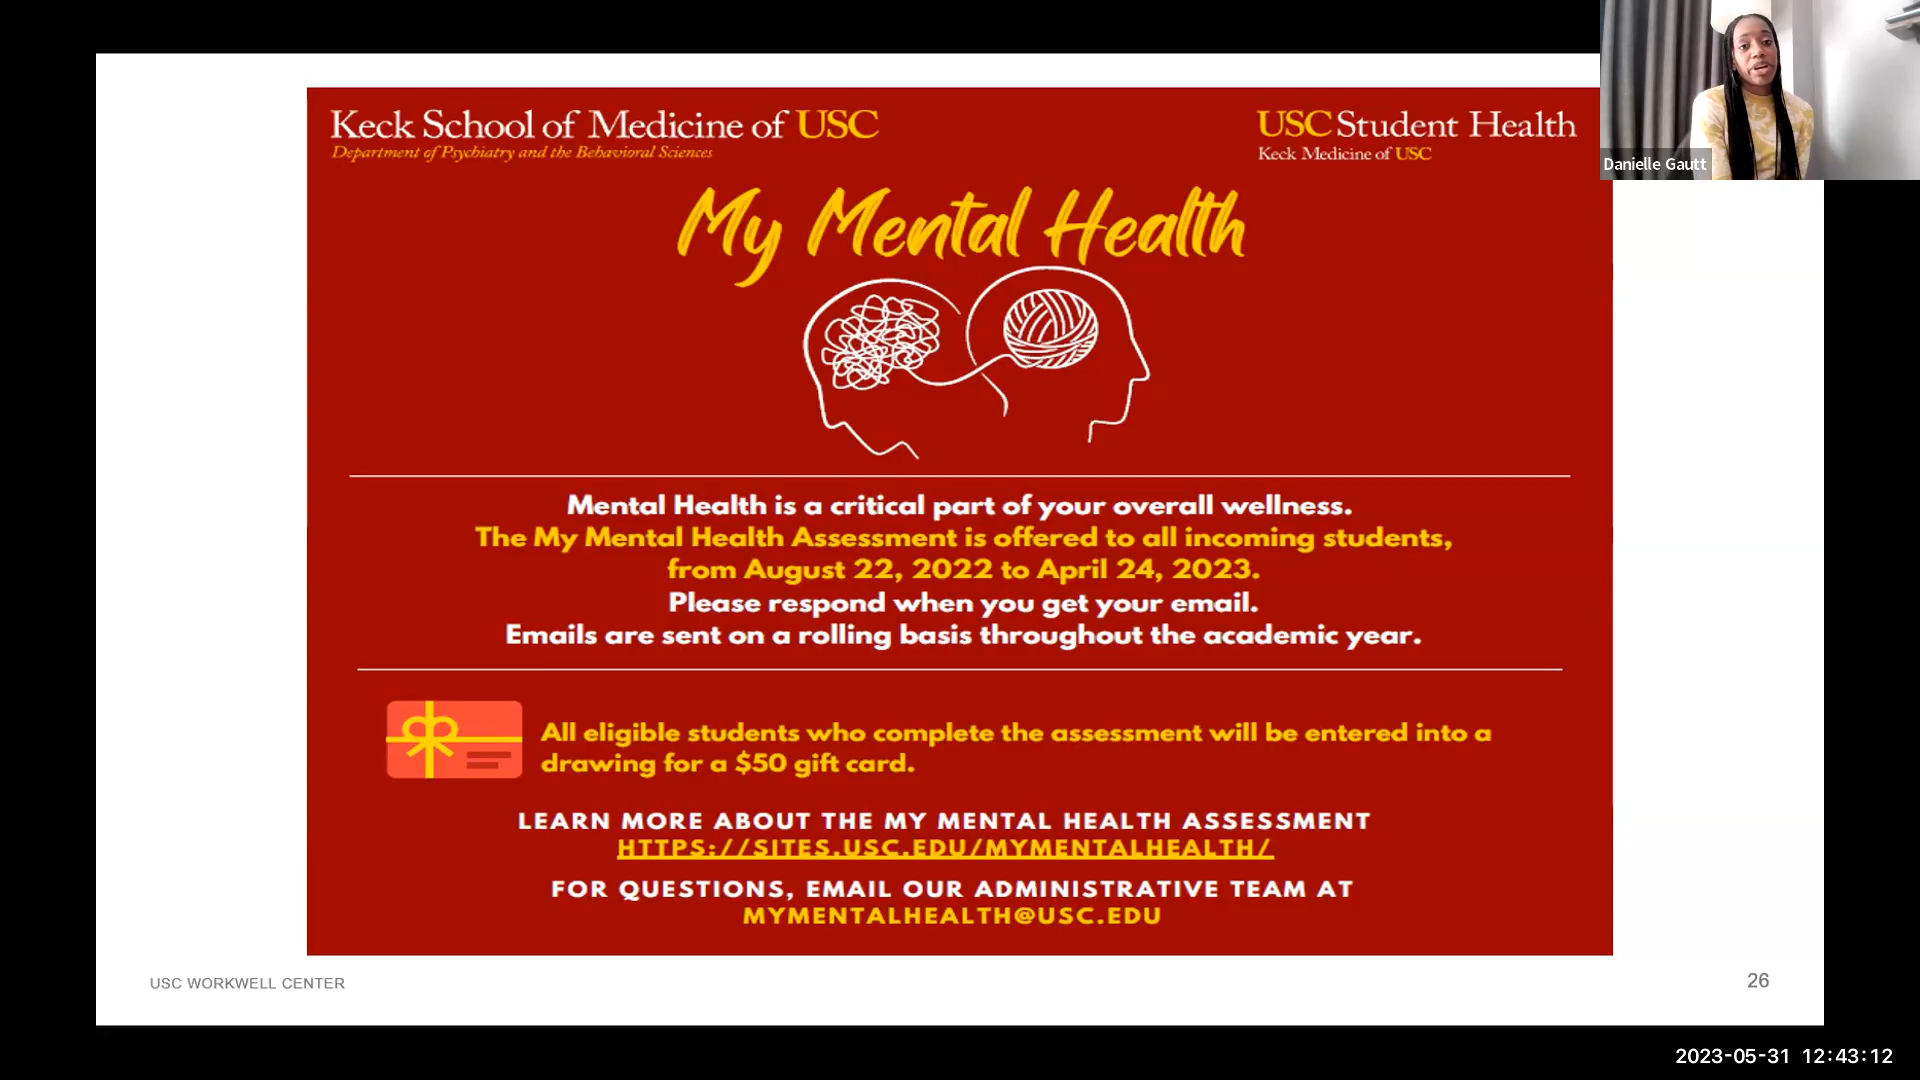 Keck School of Medicine of USC
Department of Psychiatry and the Behavioral Sciences
USC Student Health
Keck Medicine of USC
Danielle Gautt
My Mental Health
Mental Health is a critical part of your overall wellness.
The My Mental Health Assessment is offered to all incoming students,
from August 22, 2022 to April 24, 2023.
Please respond when you get your email.
Emails are sent on a rolling basis throughout the academic year.
All eligible students who complete the assessment will be entered into a
drawing for a $50 gift card.
LEARN MORE ABOUT THE MY MENTAL HEALTH ASSESSMENT
HTTPS://SITES.USC.EDU/MYMENTALHEALTH/
FOR QUESTIONS, EMAIL OUR ADMINISTRATIVE TEAM AT
MYMENTALHEALTH@USC.EDU
USC WORKWELL CENTER
26
2023-05-31 12:43:12